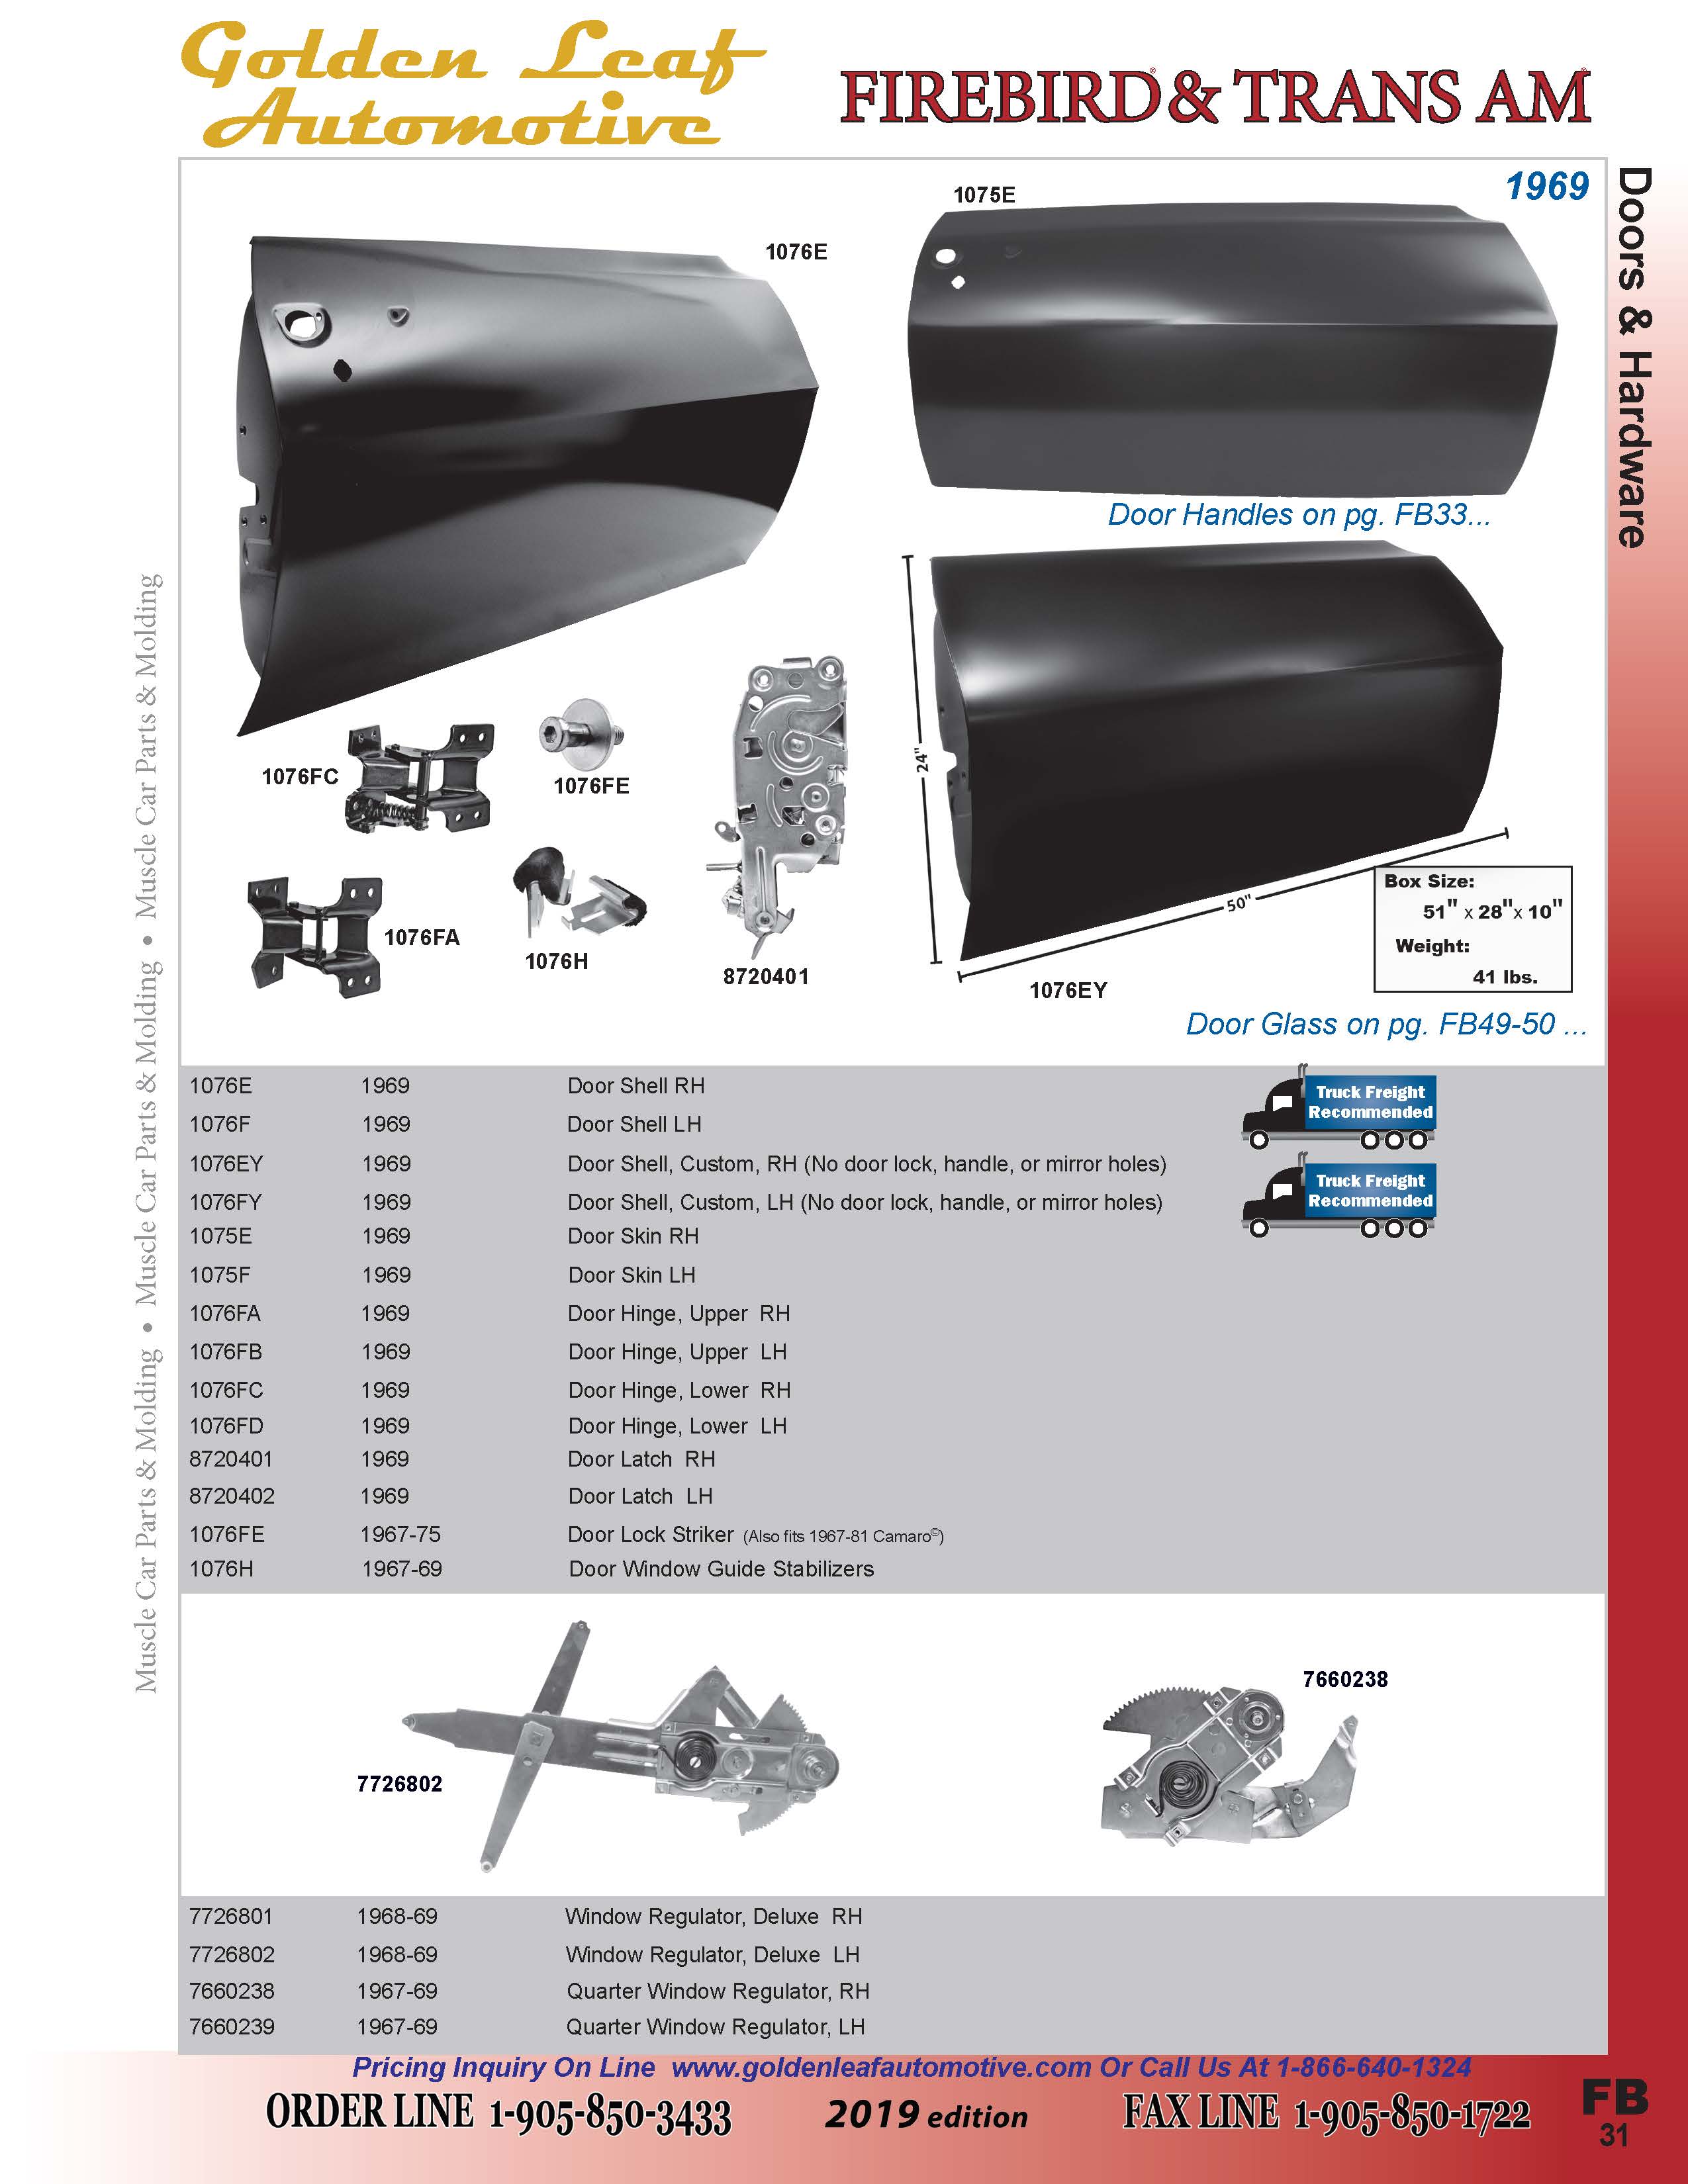 Golden Leaf
Automotive
FIREBIRD® & TRANS AM®
1969
Doors & Hardware
1075E
1076E
Door Handles on pg. FB33...
24"
50"
Box Size:
51" x 28"x 10"
Weight:
41 lbs.
1076FC
1076FE
1076FA
1076H
8720401
1076EY
Door Glass on pg. FB49-50 ...
Muscle Car Parts & Molding • Muscle Car Parts & Molding • Muscle Car Parts & Molding
1076E 1969 Door Shell RH
1076F 1969 Door Shell LH
1076EY 1969 Door Shell, Custom, RH (No door lock, handle, or mirror holes)
1076FY 1969 Door Shell, Custom, LH (No door lock, handle, or mirror holes)
1075E 1969 Door Skin RH
1075F 1969 Door Skin LH
1076FA 1969 Door Hinge, Upper RH
1076FB 1969 Door Hinge, Upper LH
1076FC 1969 Door Hinge, Lower RH
1076FD 1969 Door Hinge, Lower LH
8720401 1969 Door Latch RH
8720402 1969 Door Latch LH
1076FE 1967-75 Door Lock Striker (Also fits 1967-81 Camaro©)
1076H 1967-69 Door Window Guide Stabilizers
Truck Freight
Recommended
Truck Freight
Recommended
7726802
7660238
7726801 1968-69 Window Regulator, Deluxe RH
7726802 1968-69 Window Regulator, Deluxe LH
7660238 1967-69 Quarter Window Regulator, RH
7660239 1967-69 Quarter Window Regulator, LH
Pricing Inquiry On Line www.goldenleafautomotive.com Or Call Us At 1-866-640-1324
ORDER LINE 1-905-850-3433 2019 edition FAX LINE 1-905-850-1722
FB
31